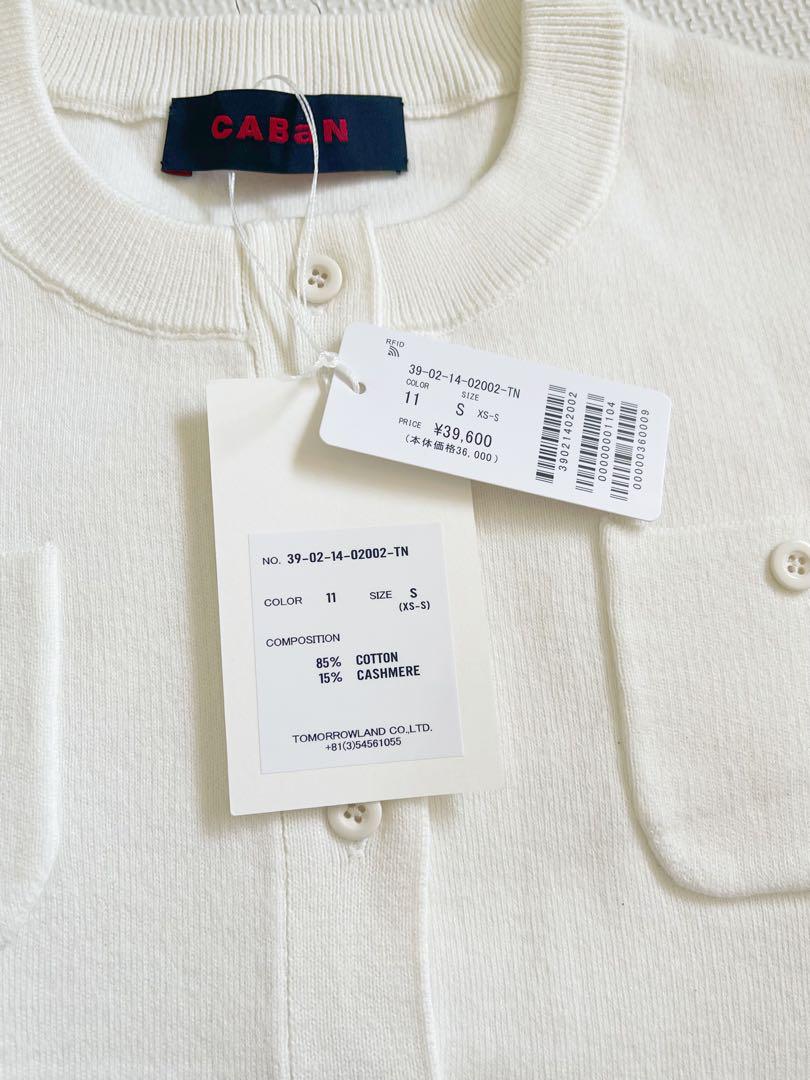 CABaN
RFID
39-02-14-02002-TN
COLOR SIZE
11 S XS-S
PRICE ¥39,600
(本体価格36,000)
39021402002
00000001104
00000360009
NO. 39-02-14-02002-TN
COLOR 11 SIZE S
(XS-S)
COMPOSITION
85% COTTON
15% CASHMERE
TOMORROWLAND CO.,LTD.
+81(3)54561055